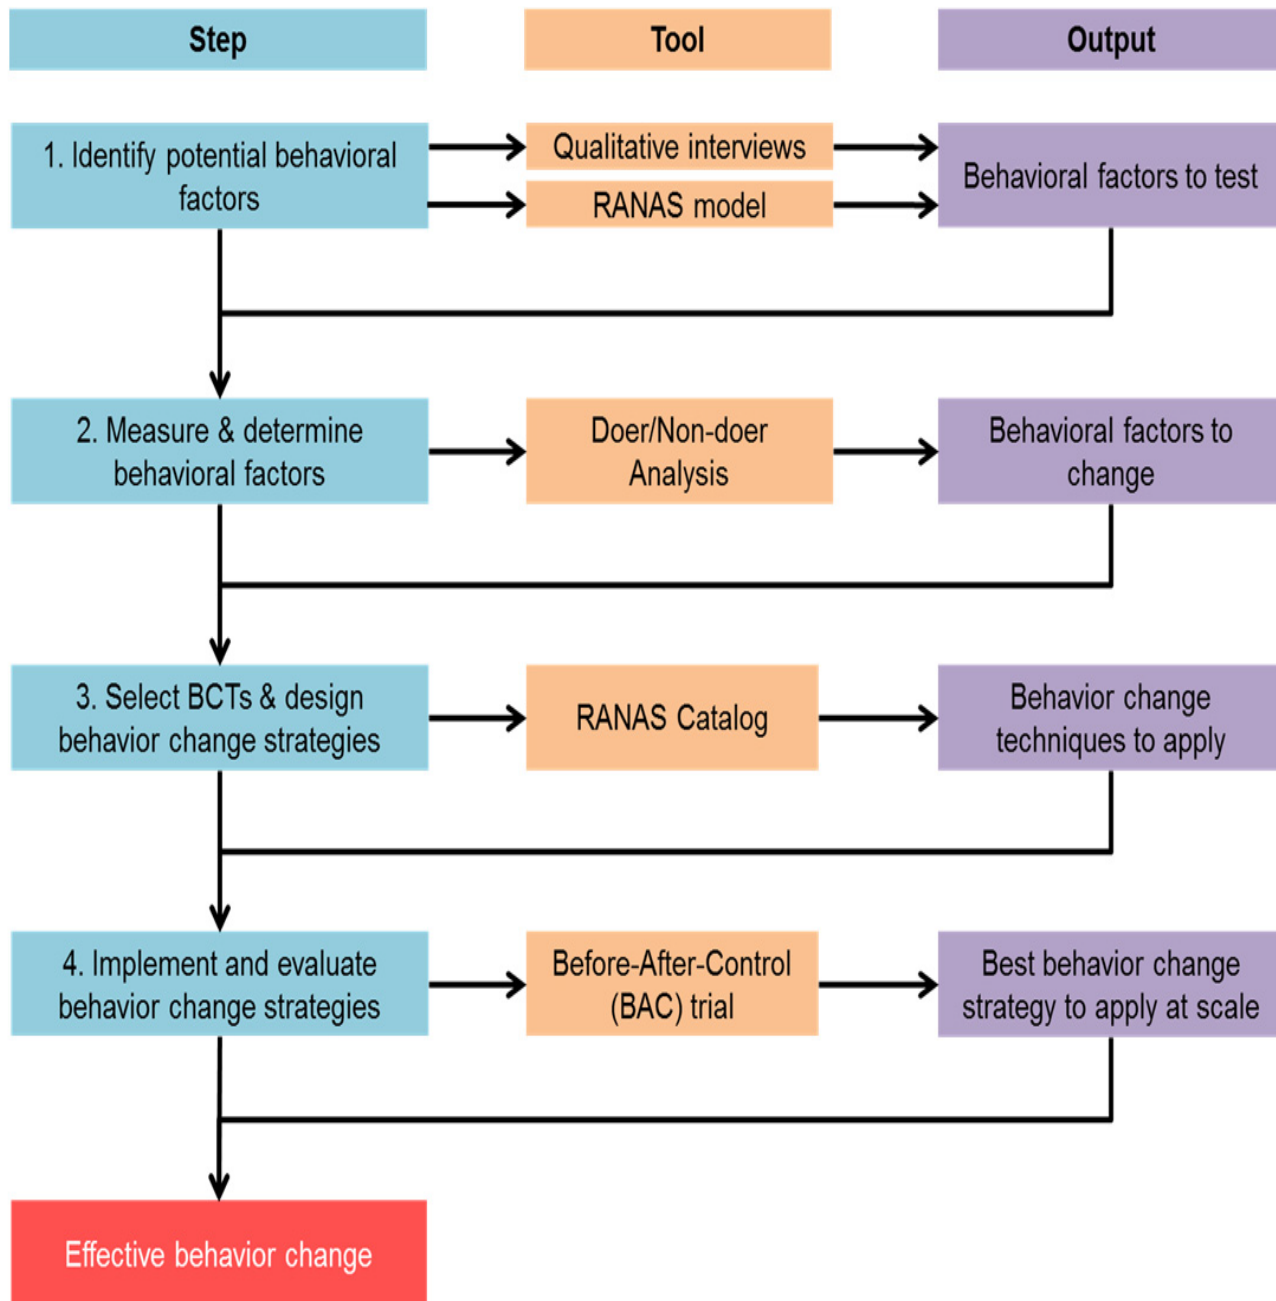 Step
Tool
Output
1. Identify potential behavioral
factors
Qualitative interviews
RANAS model
Behavioral factors to test
2. Measure & determine
behavioral factors
Doer/Non-doer
Analysis
Behavioral factors to
change
3. Select BCTs & design
behavior change strategies
RANAS Catalog
Behavior change
techniques to apply
4. Implement and evaluate
behavior change strategies
Before-After-Control
(BAC) trial
Best behavior change
strategy to apply at scale
Effective behavior change